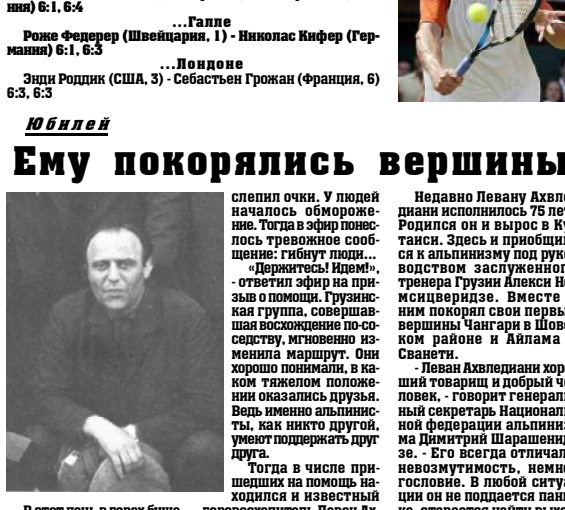 ния) 6:1, 6:4
...Галле
Роже Федерер (Швейцария, 1) - Николас Кифер (Гер-
мания) 6:1, 6:3
...Лондоне
Энди Роддик (США, 3) - Себастьен Грожан (Франция, 6)
6:3, 6:3
Юбилей
Ему покорялись вершины
слепил очки. У людей
началось обмороже-
ние. Тогда в эфир понес-
лось тревожное сооб-
щение: гибнут люди...
«Держитесь! Идем!»,
- ответил эфир на при-
зыв о помощи. Грузинс-
кая группа, совершав-
шая восхождение по-со-
седству, мгновенно из-
менила маршрут. Они
хорошо понимали, в ка-
ком тяжелом положе-
нии оказались друзья.
Ведь именно альпинис-
ты, как никто другой,
умеют поддержать друг
друга.
Тогда в числе при-
шедших на помощь на-
ходился и известный
Недавно Левану Ахвле-
диани исполнилось 75 лет
Родился он и вырос в Ку
таиси. Здесь и приобщил
ся к альпинизму под руко
водством заслуженног
тренера Грузии Алекси Не
мсицверидзе. Вместе
ним покорял свои первы
вершины Чангари в Шов
ком районе и Айлама
Сванети.
- Леван Ахвледиани хоро
ший товарищ и добрый че
ловек, - говорит генерал
ный секретарь Национал
ной федерации альпиниз
ма Димитрий Шарашенид
зе. - Его всегда отличал
невозмутимость, немно
гословие. В любой ситуа
ции он не поддается пани